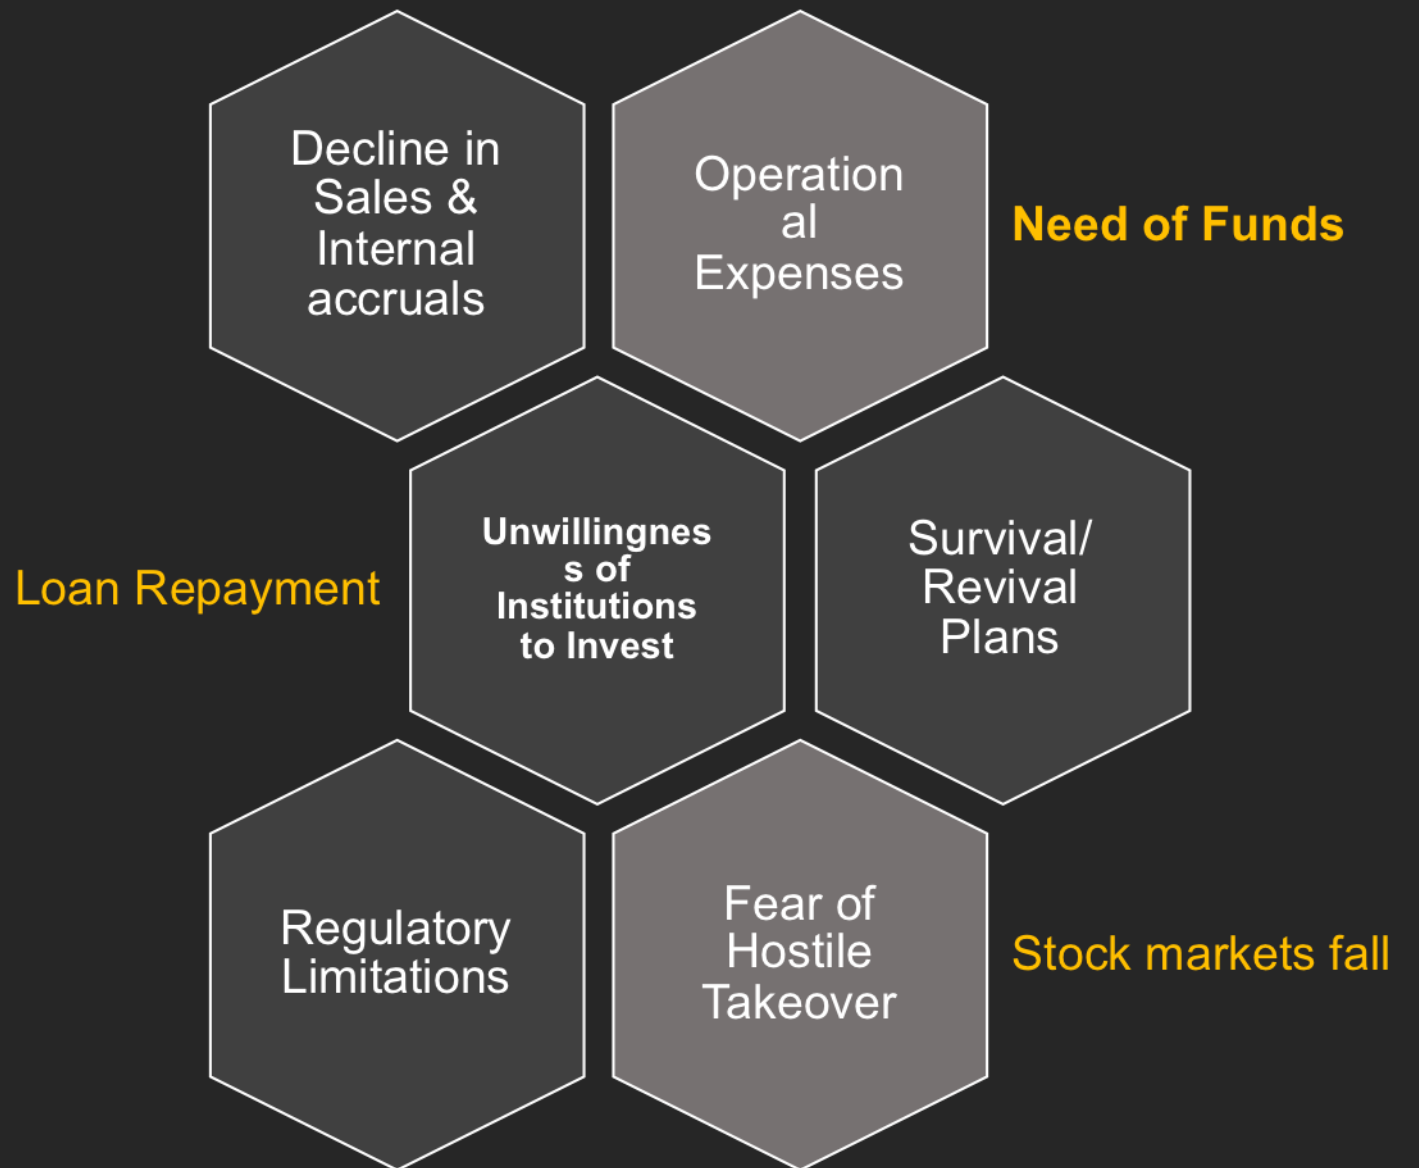 Decline in
Sales &
Internal
accruals
Operation
al
Expenses
Need of Funds
Loan Repayment
Unwillingnes
s of
Institutions
to Invest
Survival/
Revival
Plans
Regulatory
Limitations
Fear of
Hostile
Takeover
Stock markets fall